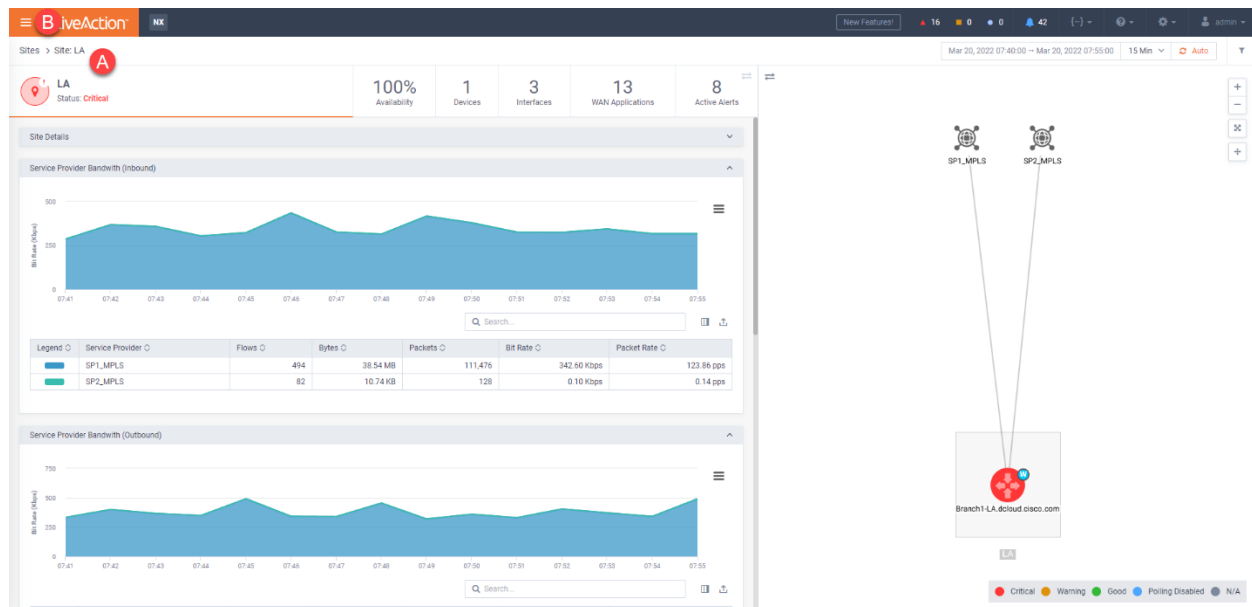 B iveAction NX New Features! 16 0 0 42 {--} admin
Sites > Site: LA A Mar 20, 2022 07:40:00 → Mar 20, 2022 07:55:00 15 Min Auto
LA
Status: Critical
100% Availability
1 Devices
3 Interfaces
13 WAN Applications
8 Active Alerts
Site Details
Service Provider Bandwith (Inbound)
500
250
0
Bit Rate (Kbps)
07:41 07:42 07:43 07:44 07:45 07:46 07:47 07:48 07:49 07:50 07:51 07:52 07:53 07:54 07:55
Search...
Legend Service Provider Flows Bytes Packets Bit Rate Packet Rate
SP1_MPLS 494 38.54 MB 111,476 342.60 Kbps 123.86 pps
SP2_MPLS 82 10.74 KB 128 0.10 Kbps 0.14 pps
Service Provider Bandwith (Outbound)
750
500
250
0
Bit Rate (Kbps)
07:41 07:42 07:43 07:44 07:45 07:46 07:47 07:48 07:49 07:50 07:51 07:52 07:53 07:54 07:55
Search...
SP1_MPLS SP2_MPLS
W
Branch1-LA.dcloud.cisco.com
LA
Critical Warning Good Polling Disabled N/A